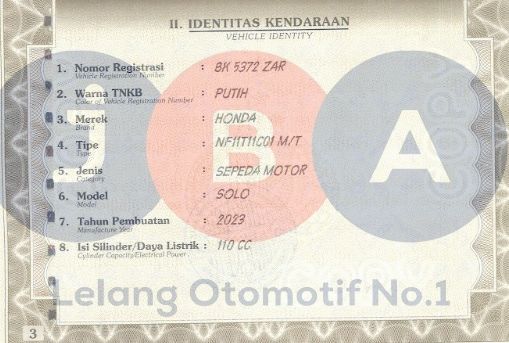 II. IDENTITAS KENDARAAN
VEHICLE IDENTITY
1. Nomor Registrasi : BK 5372 ZAR
Vehicle Registration Number
2. Warna TNKB : PUTIH
Color of Vehicle Registration Number
3. Merek : HONDA
Brand
4. Tipe : NF11T11C01 M/T
Type
5. Jenis : SEPEDA MOTOR
Category
6. Model : SOLO
Model
7. Tahun Pembuatan : 2023
Manufacture Year
8. Isi Silinder/Daya Listrik : 110 CC
Cylinder Capacity/Electrical Power
JBA
Lelang Otomotif No.1
COPY
3